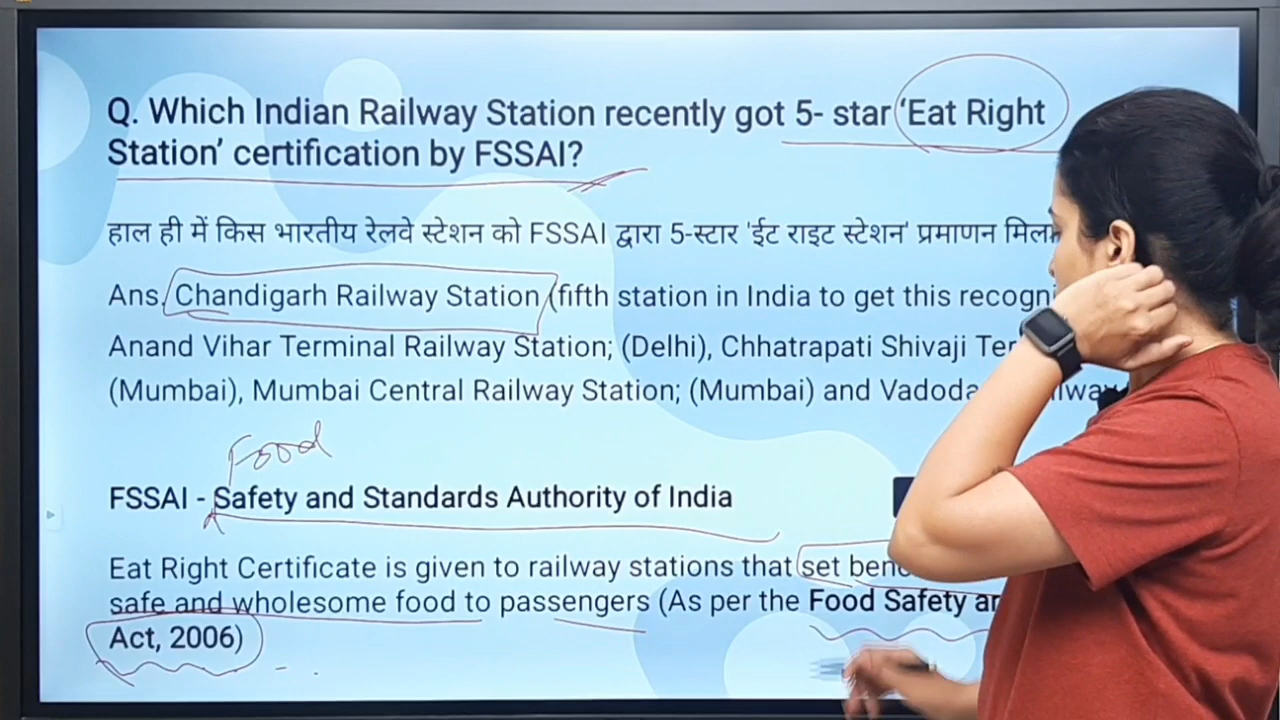 Q. Which Indian Railway Station recently got 5- star ‘Eat Right
Station’ certification by FSSAI?
हाल ही में किस भारतीय रेलवे स्टेशन को FSSAI द्वारा 5-स्टार 'ईट राइट स्टेशन' प्रमाणन
Ans. Chandigarh Railway Station (fifth station in India to get this
Anand Vihar Terminal Railway Station; (Delhi), Chhatrapati Shivaji
(Mumbai), Mumbai Central Railway Station; (Mumbai) and
Food
FSSAI - Safety and Standards Authority of India
Eat Right Certificate is given to railway stations that set
safe and wholesome food to passengers (As per the Food Safety
Act, 2006)